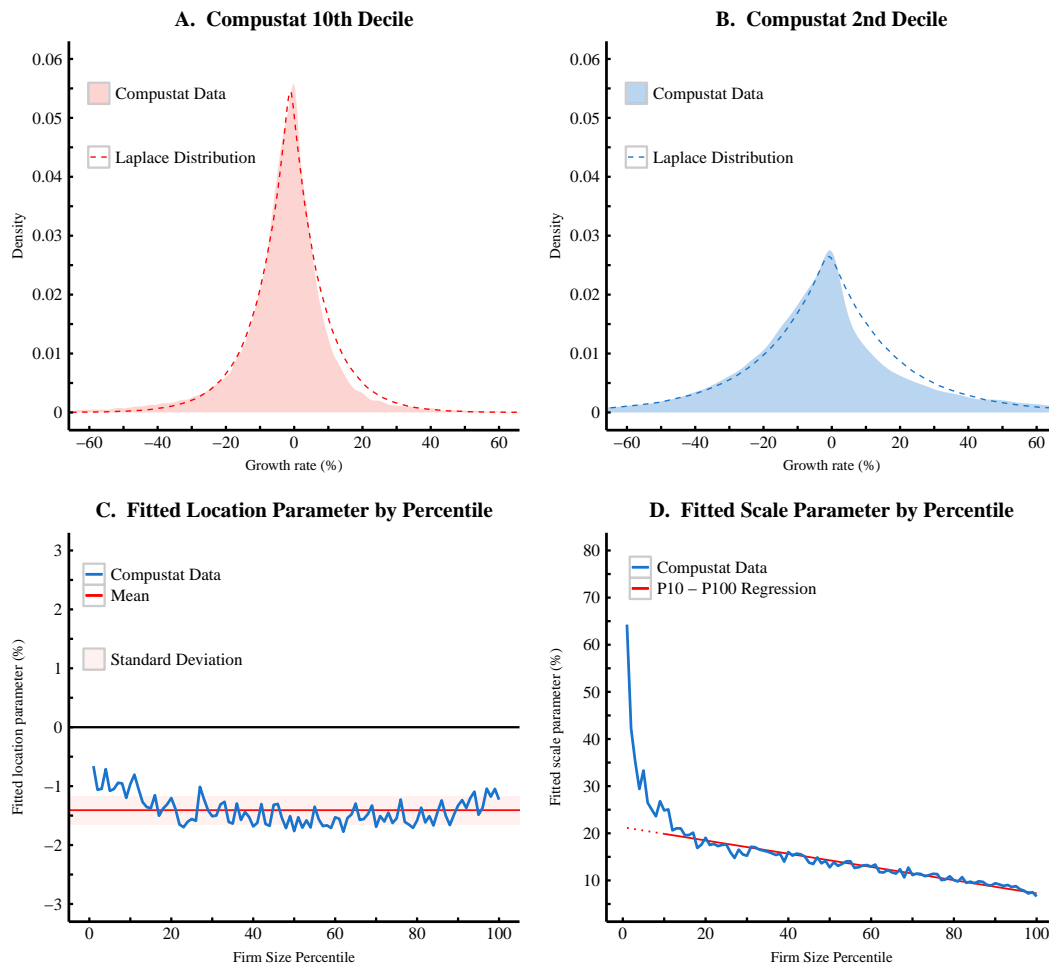 A.  Compustat 10th Decile
0.06
0.05
0.04
0.03
0.02
0.01
0
Density
Compustat Data
Laplace Distribution
−60 −40 −20 0 20 40 60
Growth rate (%)
B.  Compustat 2nd Decile
0.06
0.05
0.04
0.03
0.02
0.01
0
Density
Compustat Data
Laplace Distribution
−60 −40 −20 0 20 40 60
Growth rate (%)
C.  Fitted Location Parameter by Percentile
3
2
1
0
−1
−2
−3
Fitted location parameter (%)
Compustat Data
Mean
Standard Deviation
0 20 40 60 80 100
Firm Size Percentile
D.  Fitted Scale Parameter by Percentile
80
70
60
50
40
30
20
10
Fitted scale parameter (%)
Compustat Data
P10 – P100 Regression
0 10 20 30 40 50 60 70 80 90 100
Firm Size Percentile